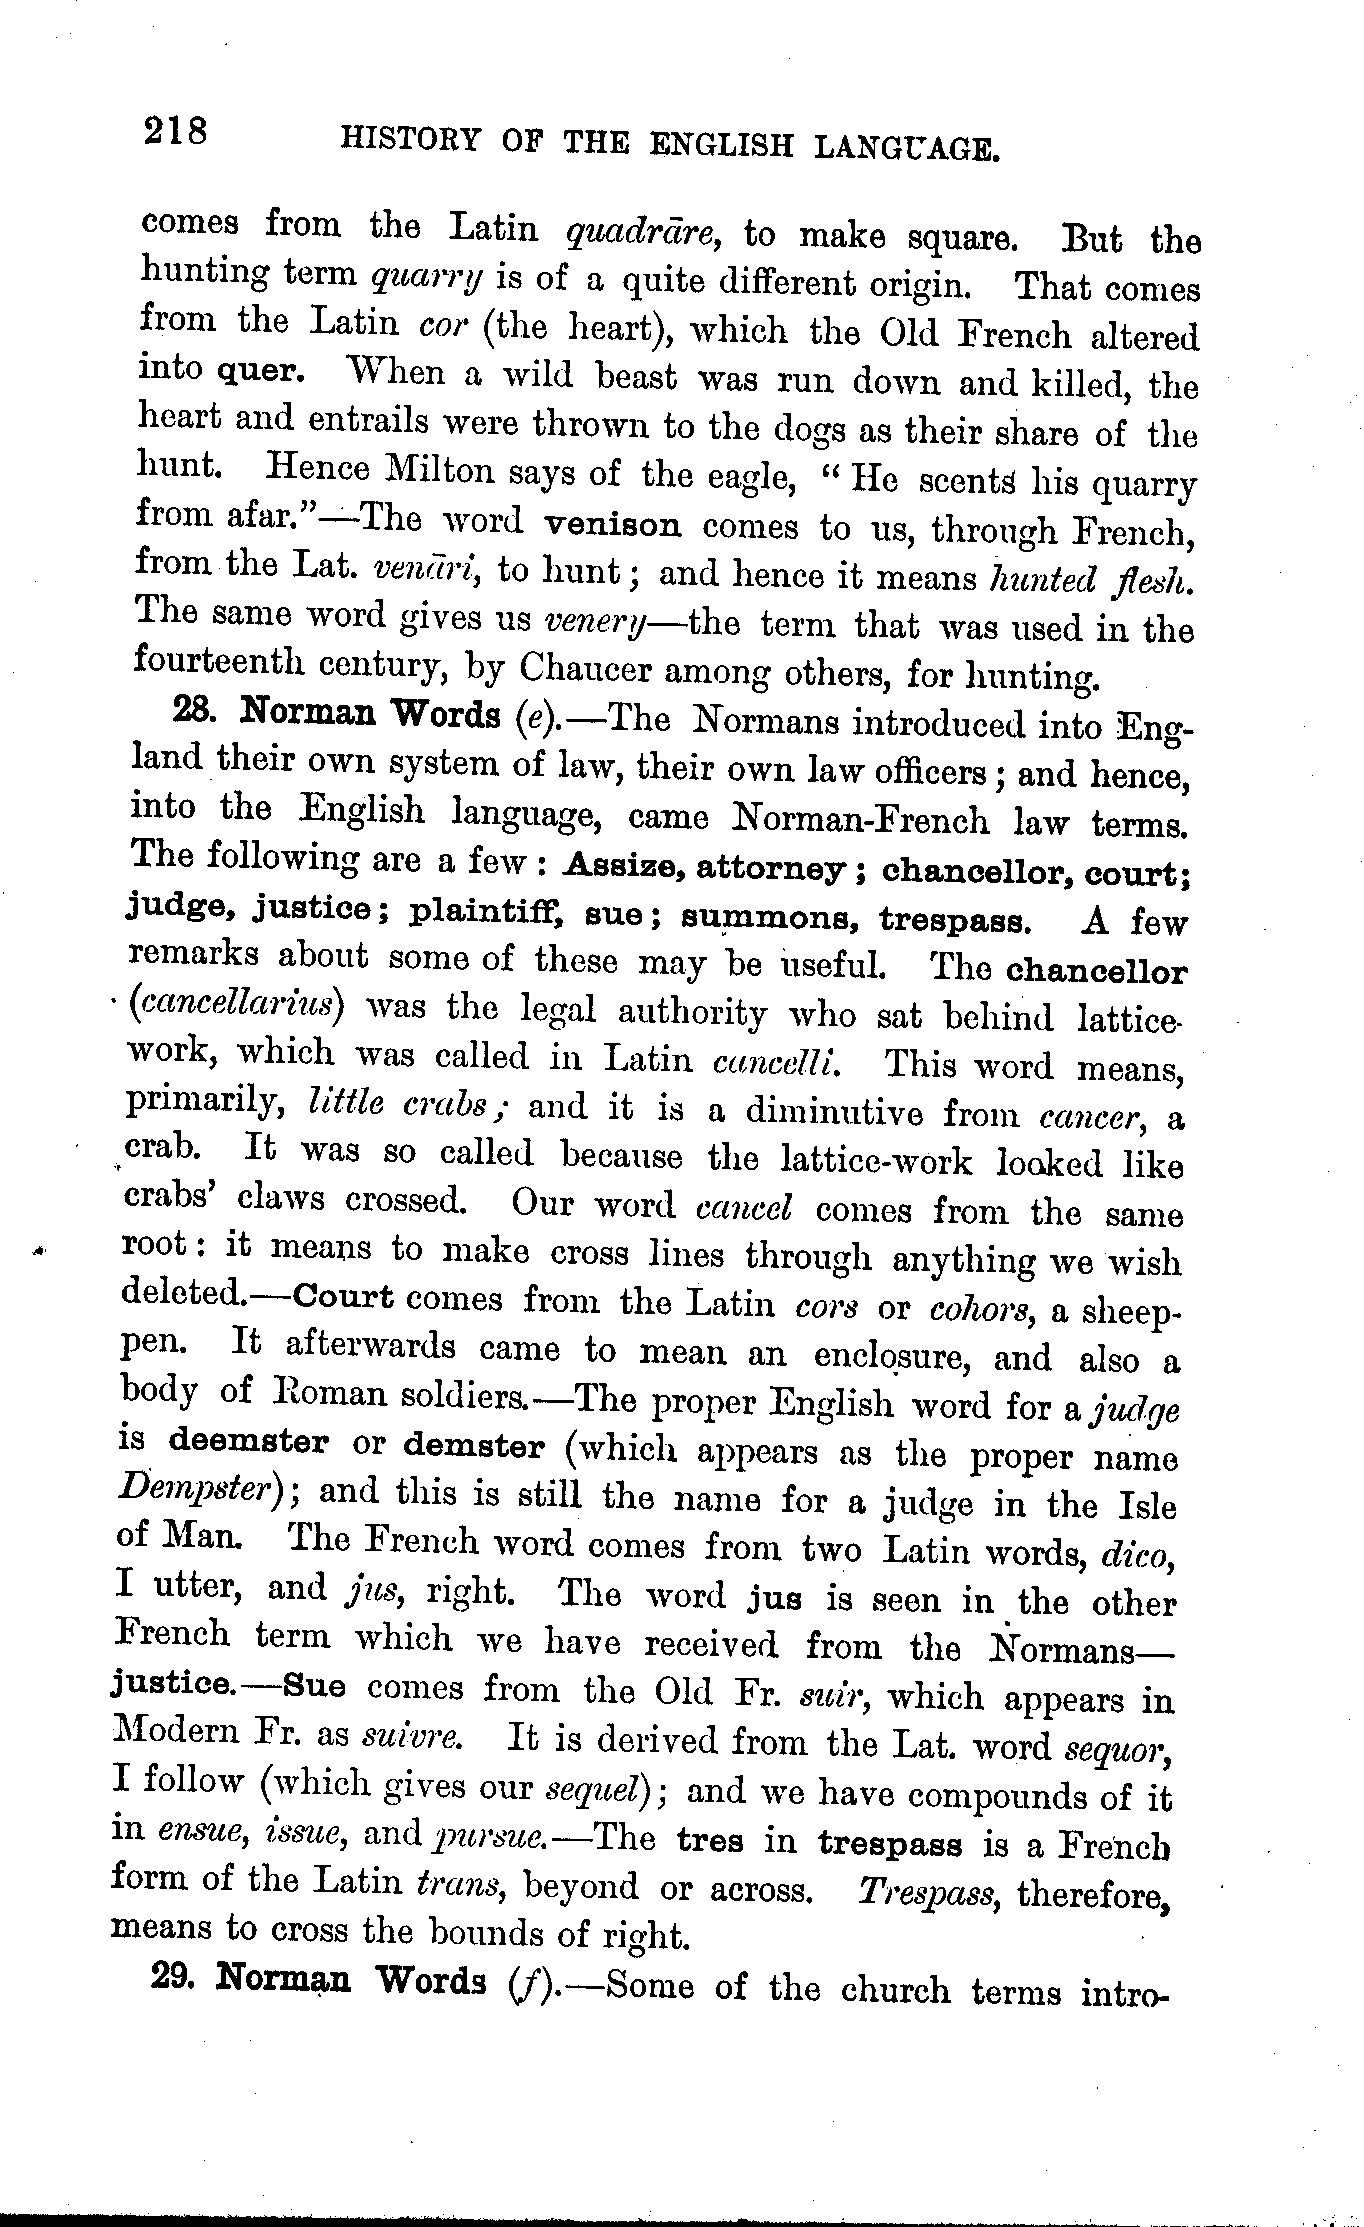 218 HISTORY OF THE ENGLISH LANGUAGE.
comes from the Latin quadrāre, to make square. But the
hunting term quarry is of a quite different origin. That comes
from the Latin cor (the heart), which the Old French altered
into quer. When a wild beast was run down and killed, the
heart and entrails were thrown to the dogs as their share of the
hunt. Hence Milton says of the eagle, “He scents his quarry
from afar.”—The word venison comes to us, through French,
from the Lat. venāri, to hunt; and hence it means hunted flesh.
The same word gives us venery—the term that was used in the
fourteenth century, by Chaucer among others, for hunting.
28. Norman Words (e).—The Normans introduced into Eng-
land their own system of law, their own law officers; and hence,
into the English language, came Norman-French law terms.
The following are a few: Assize, attorney; chancellor, court;
judge, justice; plaintiff, sue; summons, trespass. A few
remarks about some of these may be useful. The chancellor
(cancellarius) was the legal authority who sat behind lattice-
work, which was called in Latin cancelli. This word means,
primarily, little crabs; and it is a diminutive from cancer, a
crab. It was so called because the lattice-work looked like
crabs’ claws crossed. Our word cancel comes from the same
root: it means to make cross lines through anything we wish
deleted.—Court comes from the Latin cors or cohors, a sheep-
pen. It afterwards came to mean an enclosure, and also a
body of Roman soldiers.—The proper English word for a judge
is deemster or demster (which appears as the proper name
Dempster); and this is still the name for a judge in the Isle
of Man. The French word comes from two Latin words, dico,
I utter, and jus, right. The word jus is seen in the other
French term which we have received from the Normans—
justice.—Sue comes from the Old Fr. suir, which appears in
Modern Fr. as suivre. It is derived from the Lat. word sequor,
I follow (which gives our sequel); and we have compounds of it
in ensue, issue, and pursue.—The tres in trespass is a French
form of the Latin trans, beyond or across. Trespass, therefore,
means to cross the bounds of right.
29. Norman Words (f).—Some of the church terms intro-